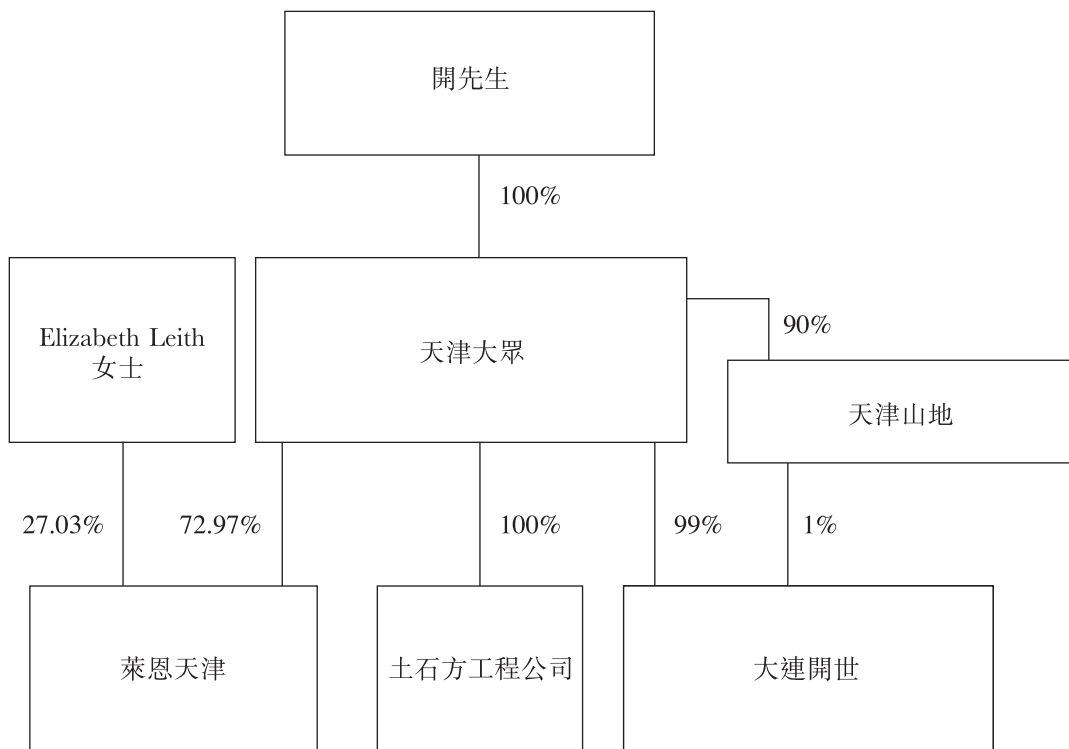 開先生
100%
Elizabeth Leith
女士
天津大眾
90%
天津山地
27.03%
72.97%
100%
99%
1%
萊恩天津
土石方工程公司
大連開世